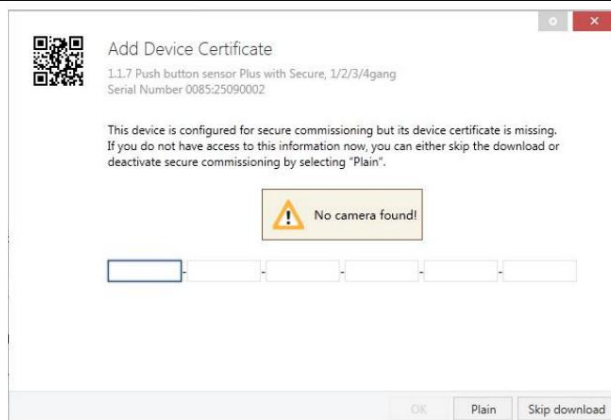 Add Device Certificate
1.1.7 Push button sensor Plus with Secure, 1/2/3/4gang
Serial Number 0085:25090002
This device is configured for secure commissioning but its device certificate is missing.
If you do not have access to this information now, you can either skip the download or
deactivate secure commissioning by selecting "Plain".
No camera found!
- - - - -
OK Plain Skip download